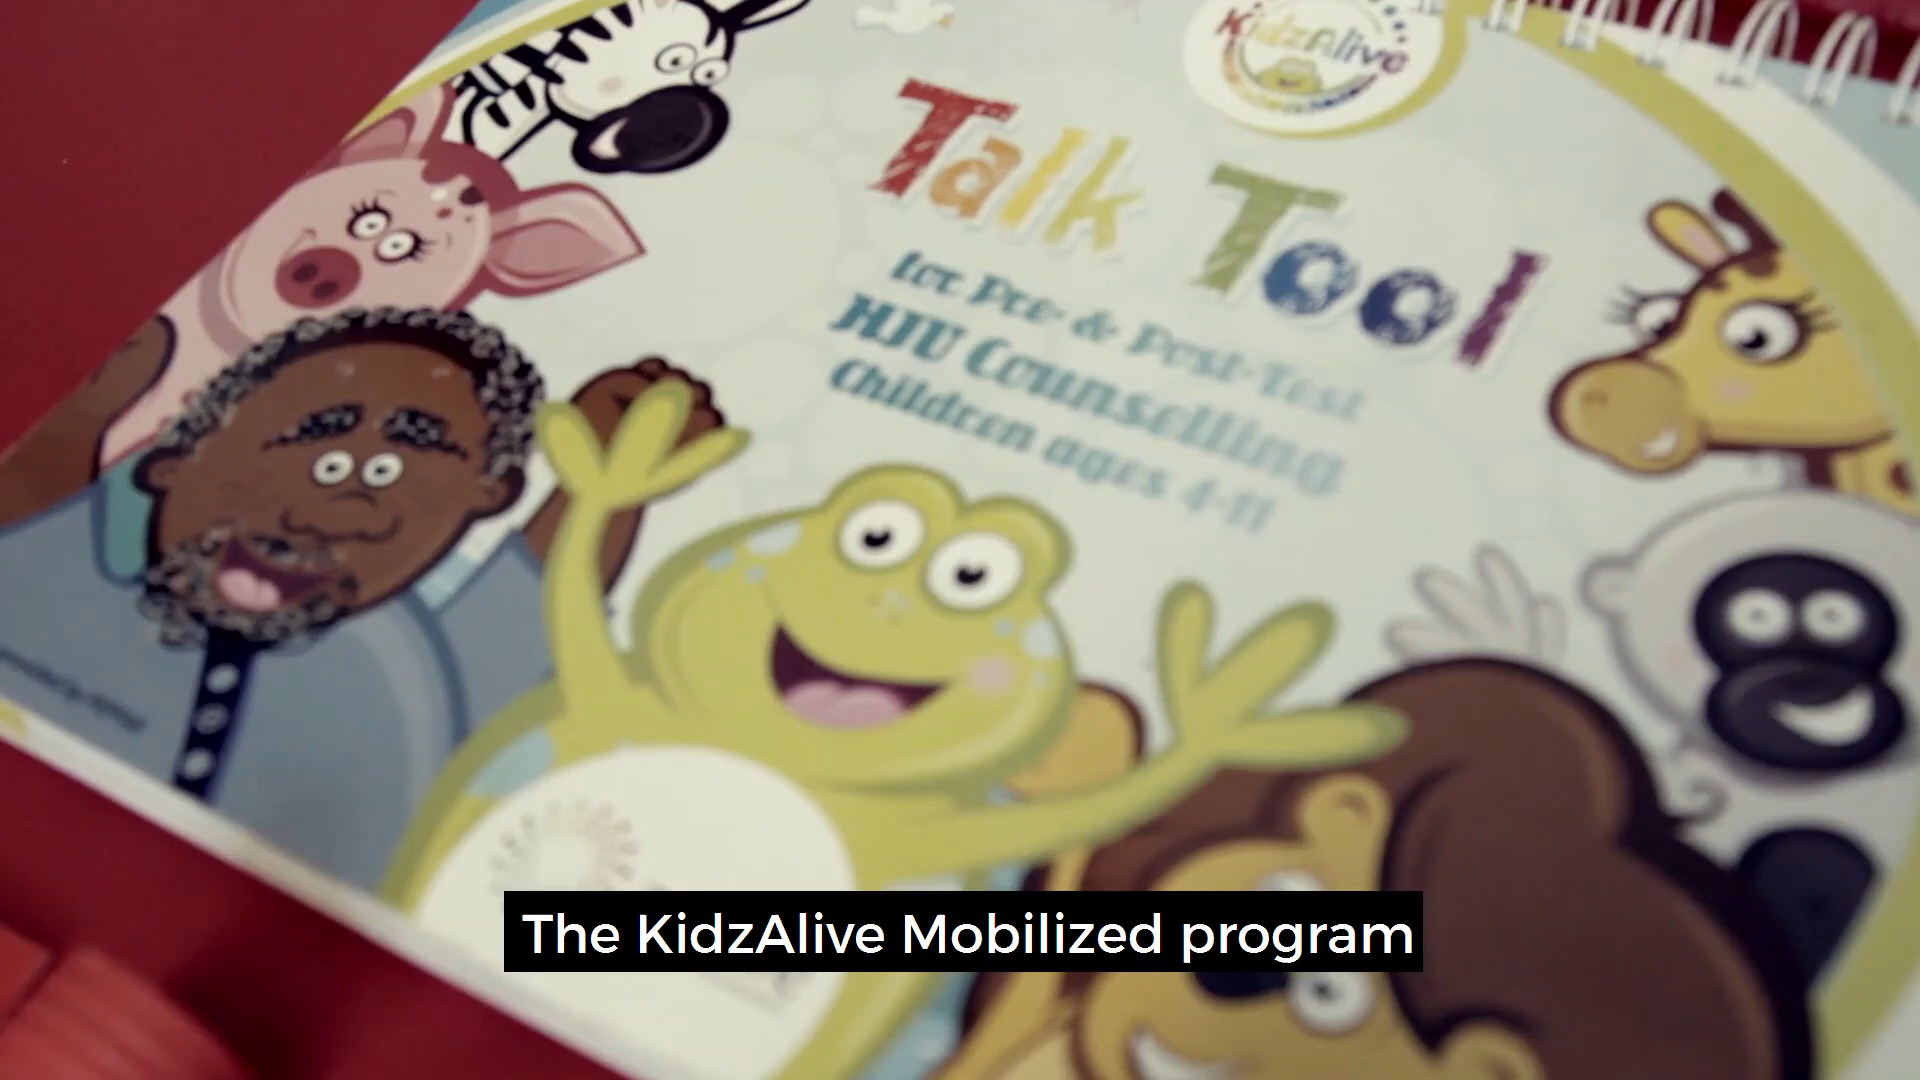 KidzAlive
Talk Tool
for Pre- & Post-Test
HIV Counselling
Children ages 4-11
The KidzAlive Mobilized program